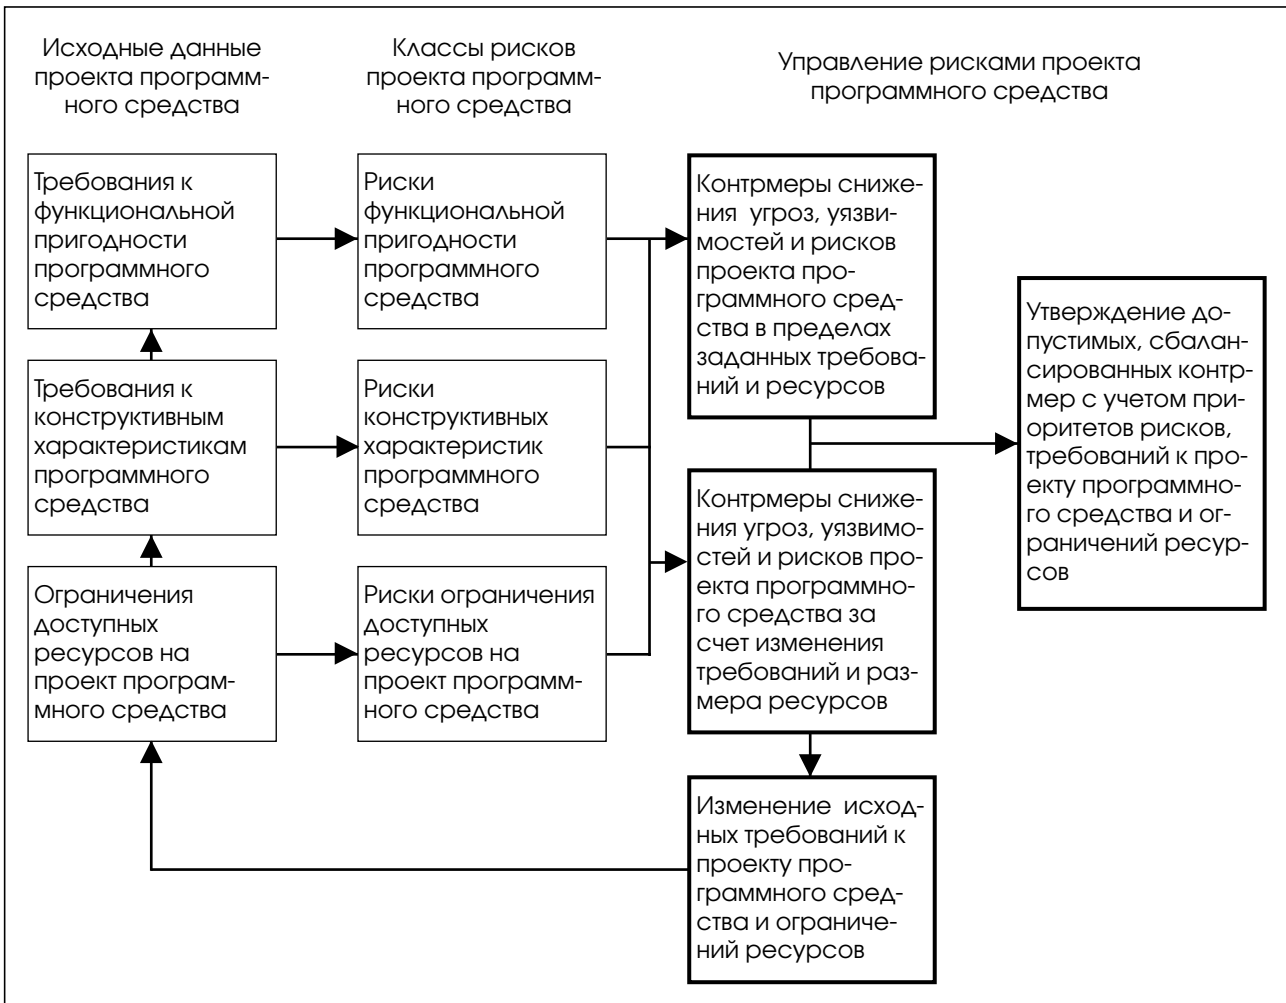 Исходные данные
проекта программ-
ного средства
Классы рисков
проекта программ-
ного средства
Управление рисками проекта
программного средства
Требования к
функциональной
пригодности
программного
средства
Риски
функциональной
пригодности
программного
средства
Контрмеры сниже-
ния угроз, уязви-
мостей и рисков
проекта про-
граммного сред-
ства в пределах
заданных требова-
ний и ресурсов
Утверждение до-
пустимых, сбалан-
сированных контр-
мер с учетом при-
оритетов рисков,
требований к про-
екту программно-
го средства и ог-
раничений ресур-
сов
Требования к
конструктивным
характеристикам
программного
средства
Риски
конструктивных
характеристик
программного
средства
Контрмеры сниже-
ния угроз, уязвимо-
стей и рисков про-
екта программно-
го средства за
счет изменения
требований и раз-
мера ресурсов
Ограничения
доступных
ресурсов на
проект програм-
много средства
Риски ограничения
доступных
ресурсов на
проект программ-
ного средства
Изменение исход-
ных требований к
проекту про-
граммного сред-
ства и ограниче-
ний ресурсов